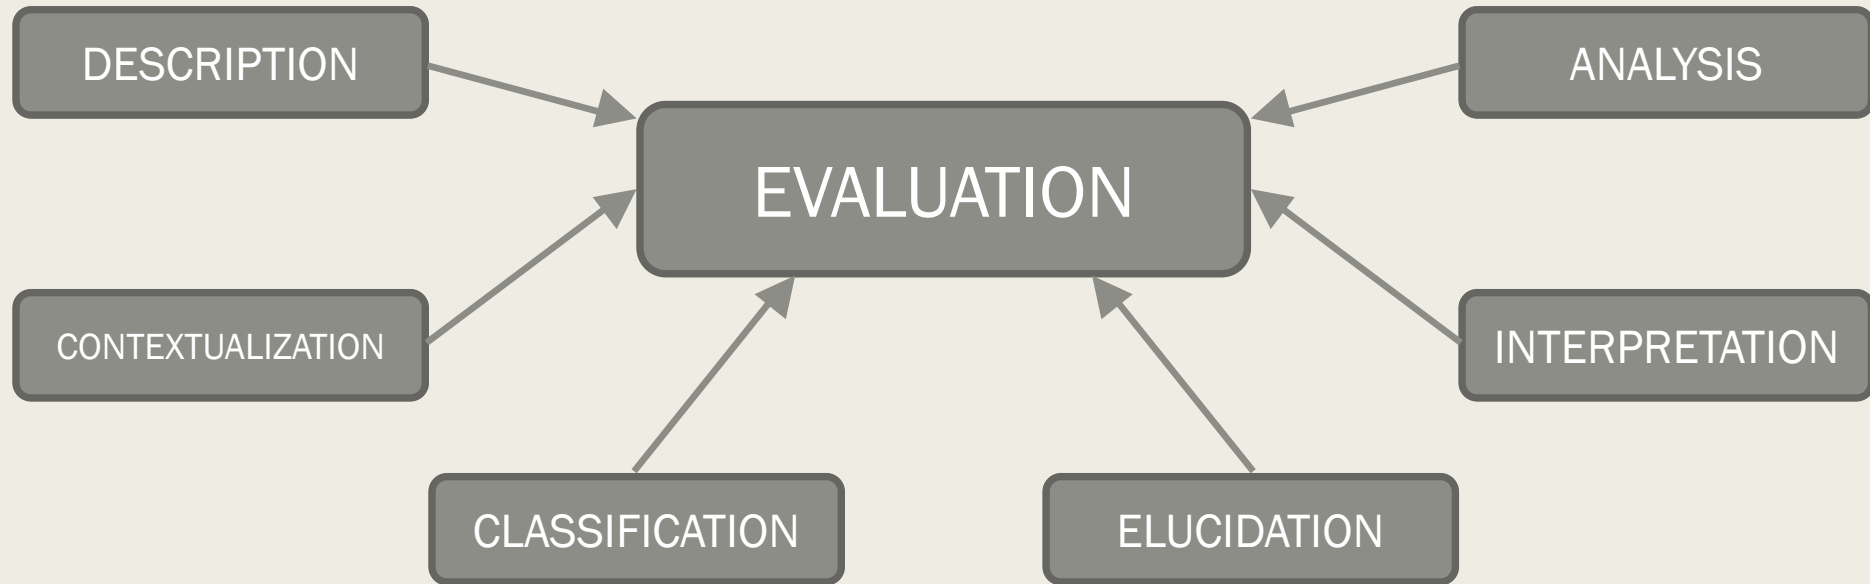 DESCRIPTION
ANALYSIS
EVALUATION
CONTEXTUALIZATION
INTERPRETATION
CLASSIFICATION
ELUCIDATION